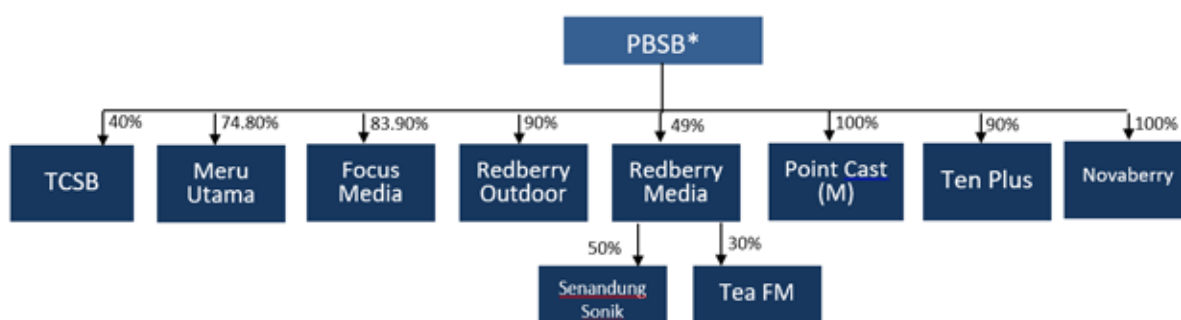 PBSB*
40%
74.80%
83.90%
90%
49%
100%
90%
100%
TCSB
Meru
Utama
Focus
Media
Redberry
Outdoor
Redberry
Media
Point Cast
(M)
Ten Plus
Novaberry
50%
30%
Senandung
Sonik
Tea FM